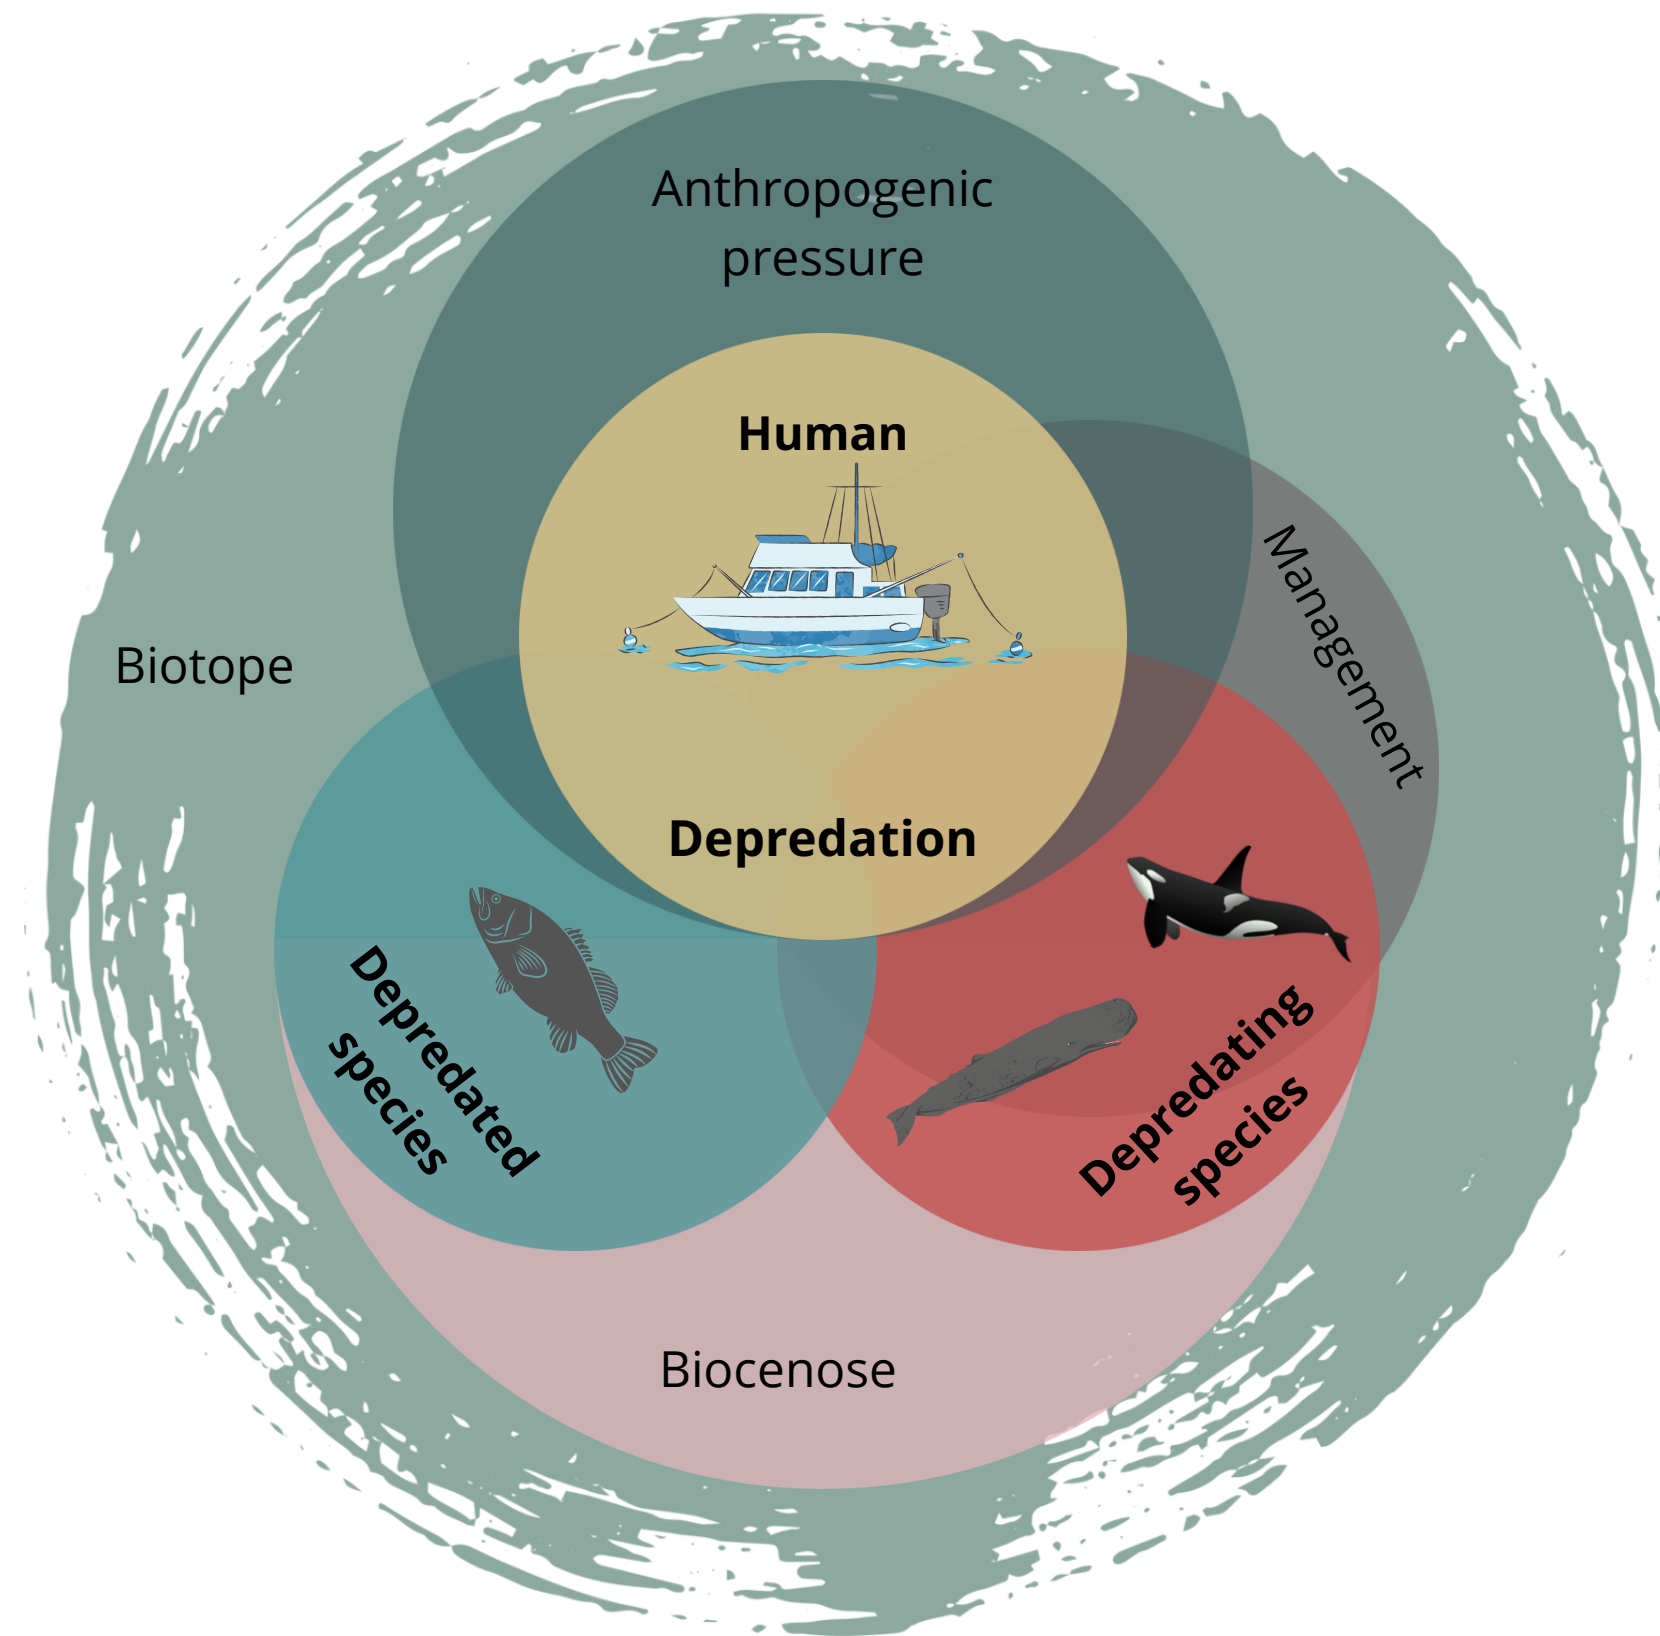 Anthropogenic
pressure
Human
Management
Biotope
Depredation
Depredated
species
Depredating
species
Biocenose